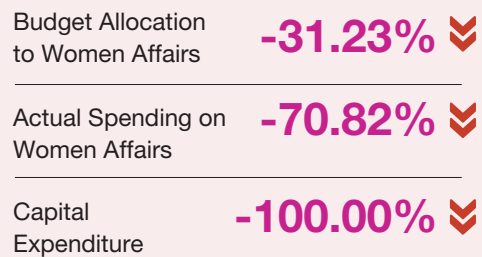 Budget Allocation
to Women Affairs
-31.23%
Actual Spending on
Women Affairs
-70.82%
Capital
Expenditure
-100.00%